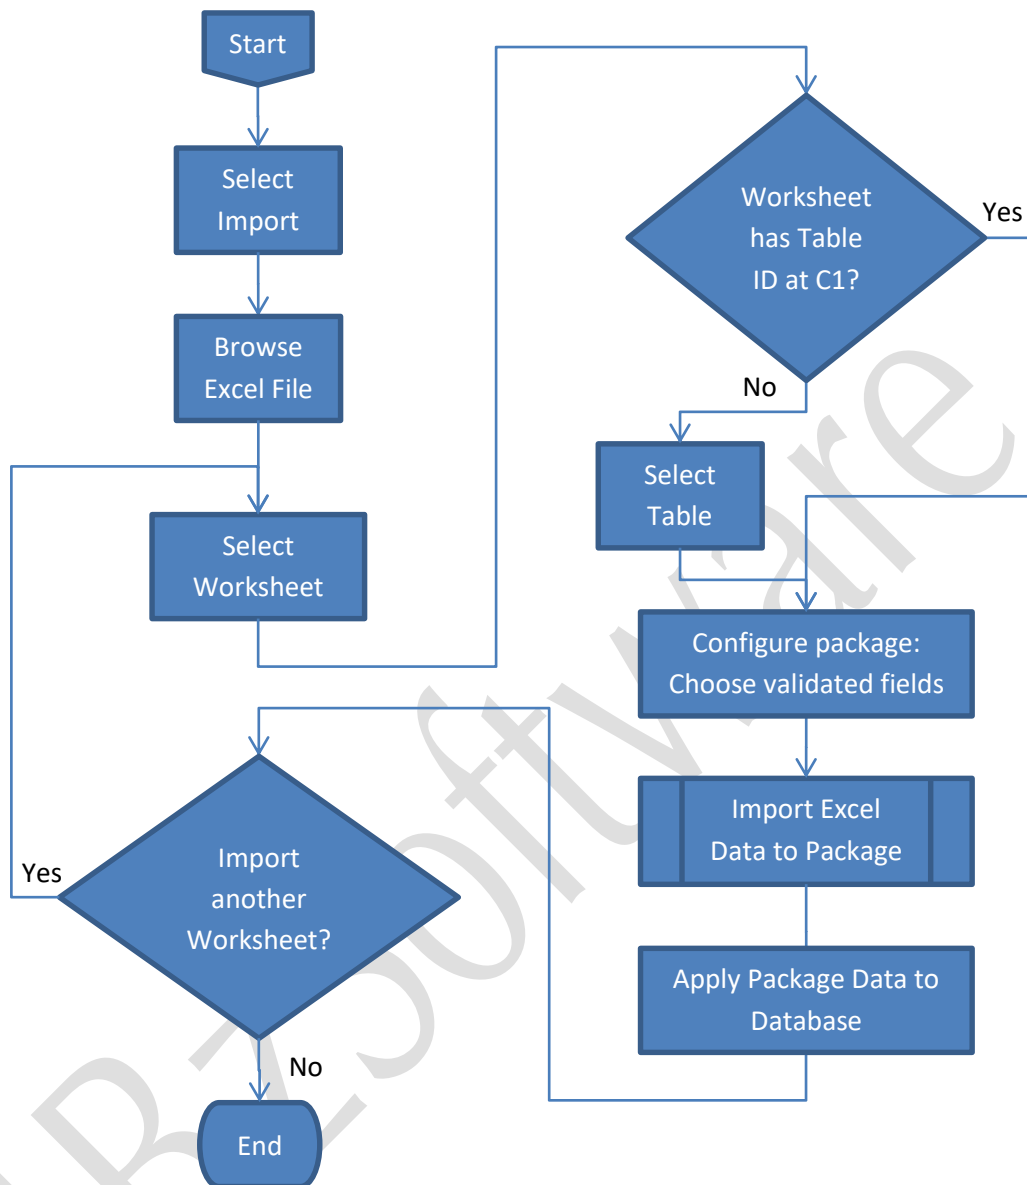 Start
Select
Import
Browse
Excel File
Select
Worksheet
Worksheet
has Table
ID at C1?
Yes
No
Select
Table
Configure package:
Choose validated fields
Import Excel
Data to Package
Apply Package Data to
Database
Import
another
Worksheet?
Yes
No
End